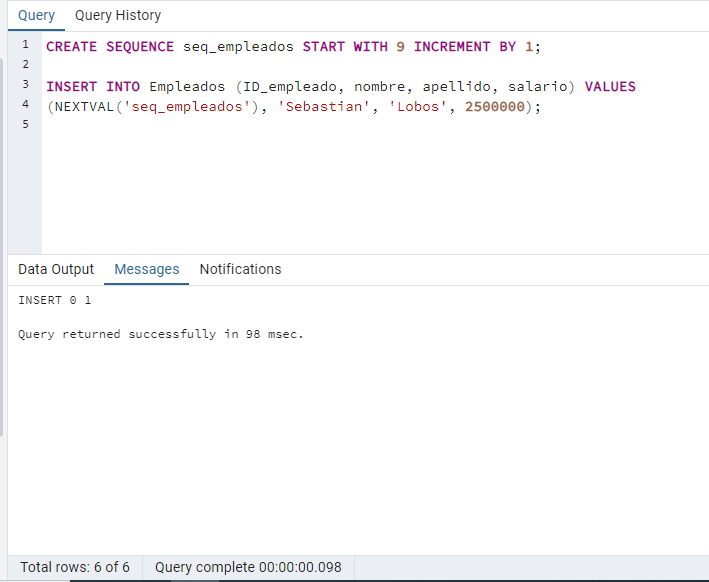 Query Query History
1 CREATE SEQUENCE seq_empleados START WITH 9 INCREMENT BY 1;
2
3 INSERT INTO Empleados (ID_empleado, nombre, apellido, salario) VALUES
4 (NEXTVAL('seq_empleados'), 'Sebastian', 'Lobos', 2500000);
5
Data Output Messages Notifications
INSERT 0 1
Query returned successfully in 98 msec.
Total rows: 6 of 6 Query complete 00:00:00.098